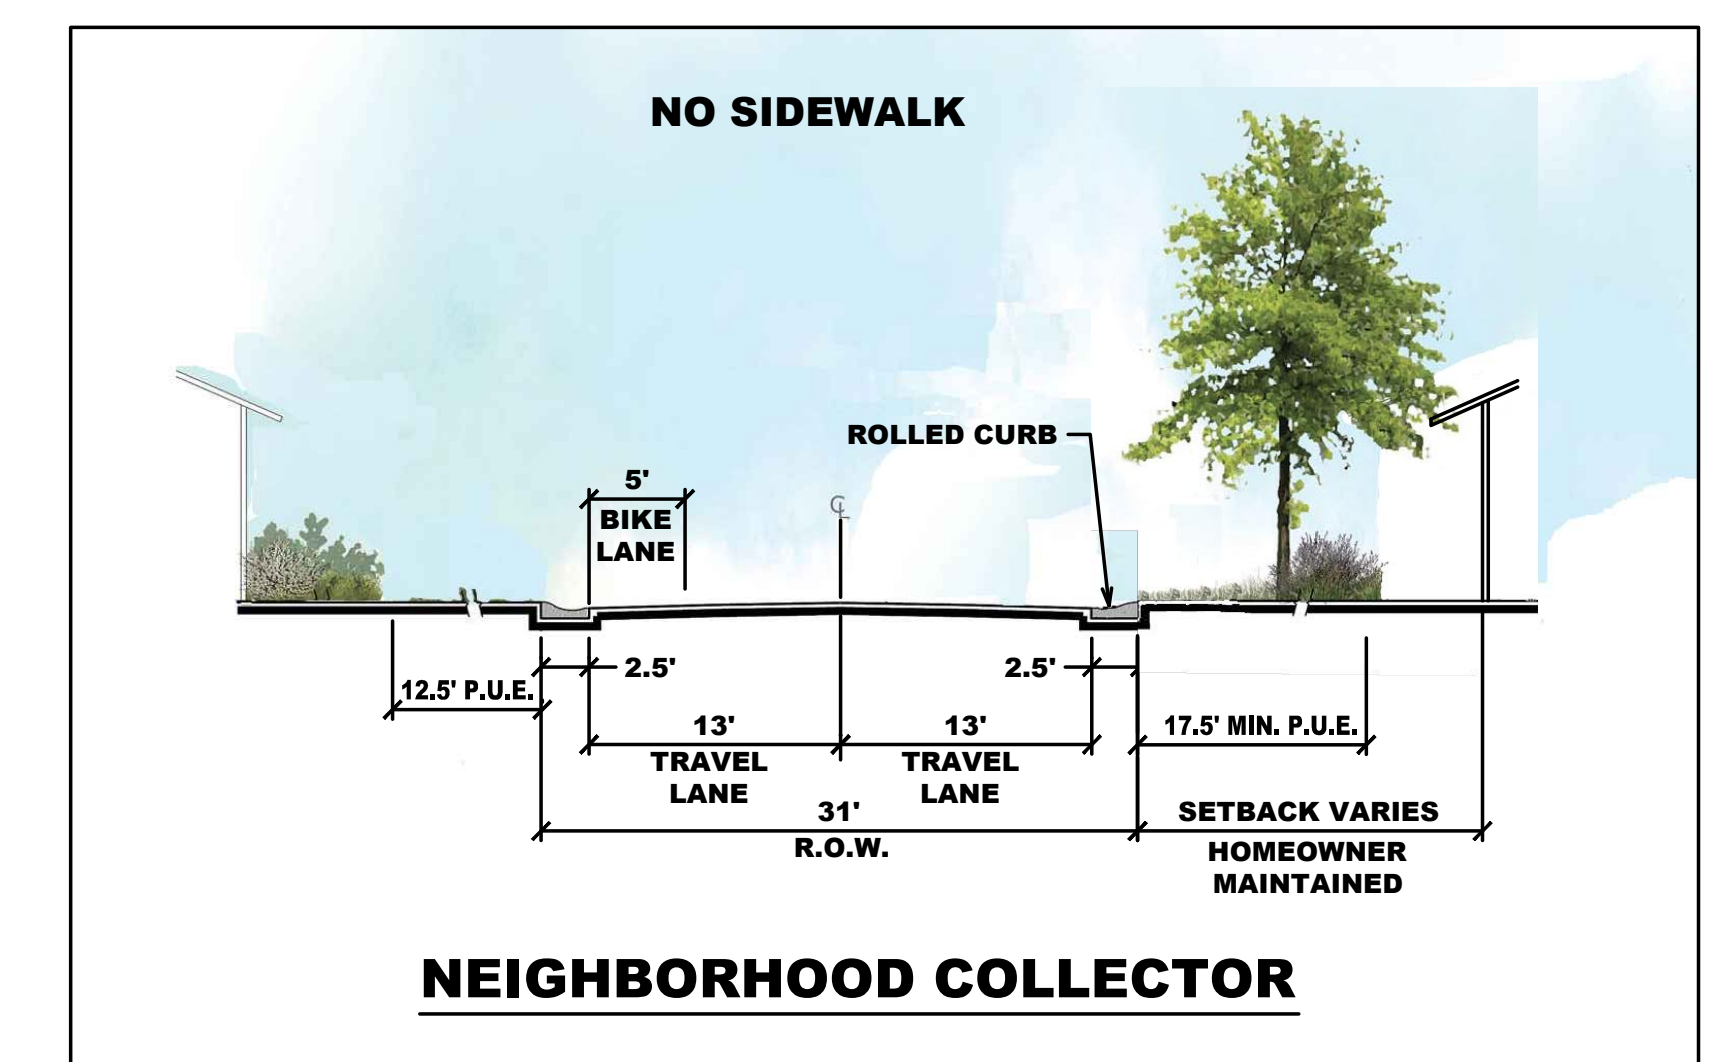 NO SIDEWALK
ROLLED CURB
5'
BIKE
LANE
℄
2.5'
2.5'
12.5' P.U.E.
13'
13'
17.5' MIN. P.U.E.
TRAVEL
LANE
TRAVEL
LANE
31'
R.O.W.
SETBACK VARIES
HOMEOWNER
MAINTAINED
NEIGHBORHOOD COLLECTOR